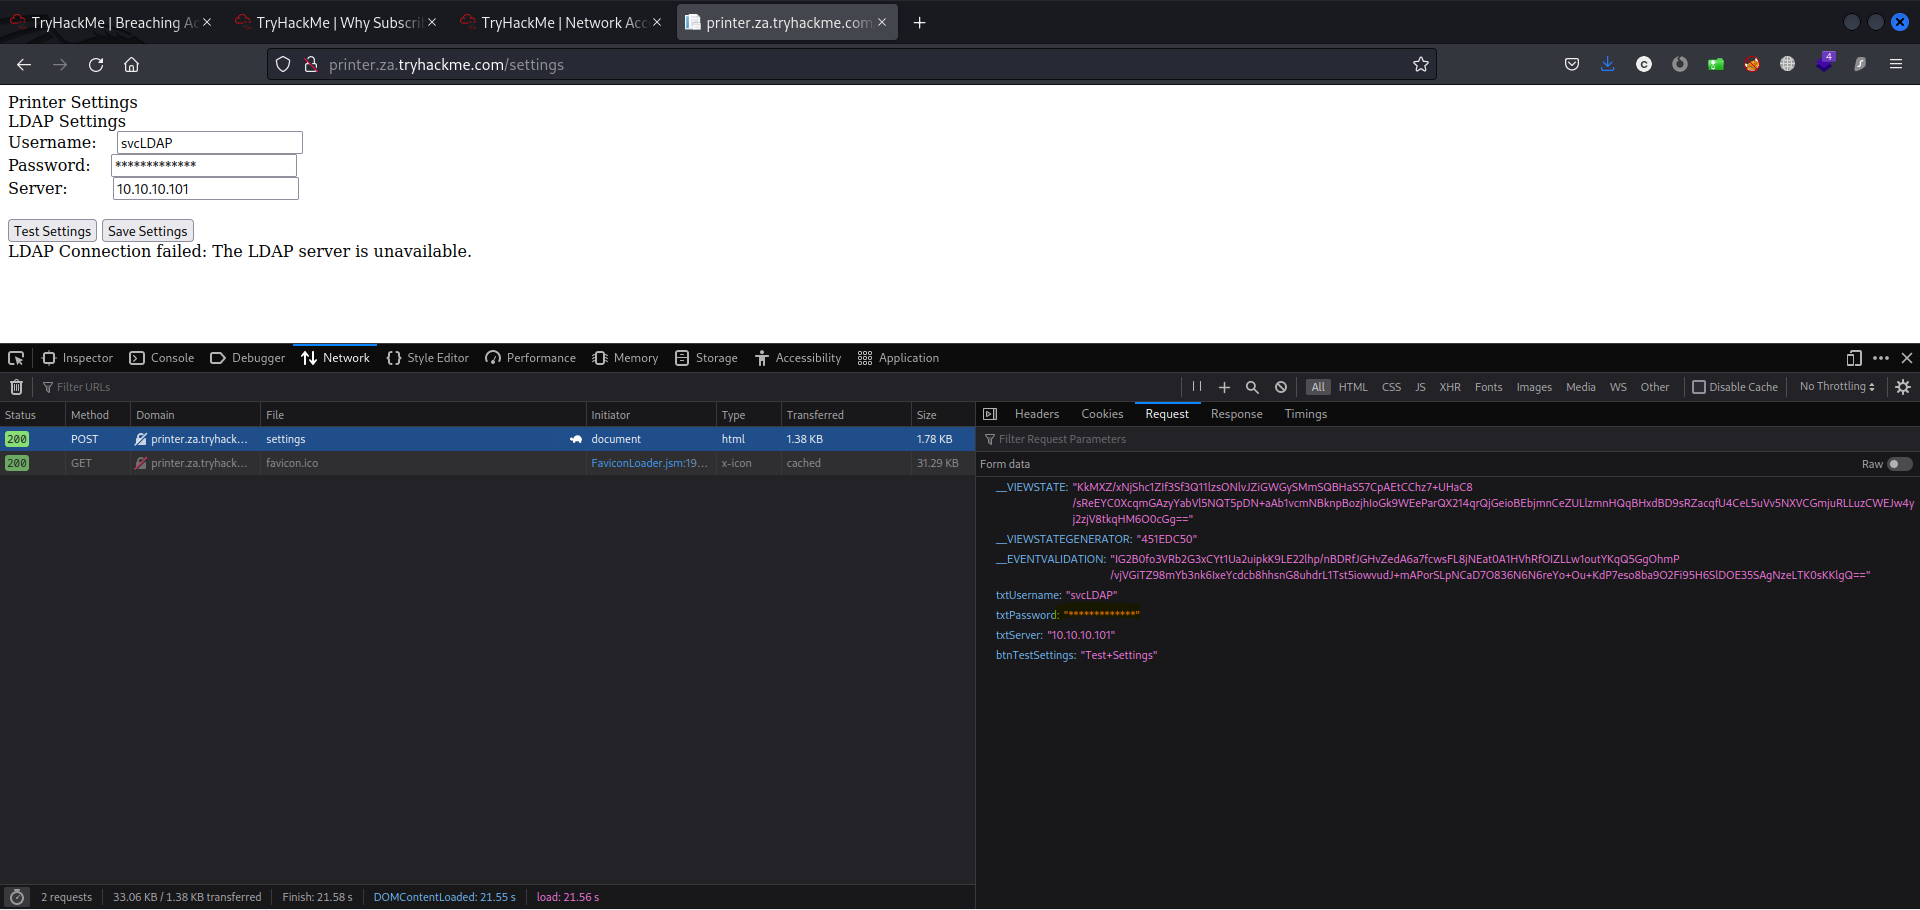 TryHackMe | Breaching Ac
TryHackMe | Why Subscri
TryHackMe | Network Acc
printer.za.tryhackme.com
printer.za.tryhackme.com/settings
4
Printer Settings
LDAP Settings
Username: svcLDAP
Password: *************
Server: 10.10.10.101
Test Settings Save Settings
LDAP Connection failed: The LDAP server is unavailable.
Inspector Console Debugger Network Style Editor Performance Memory Storage Accessibility Application
Filter URLs
All HTML CSS JS XHR Fonts Images Media WS Other Disable Cache No Throttling
Status Method Domain File Initiator Type Transferred Size
200 POST printer.za.tryhack... settings document html 1.38 KB 1.78 KB
200 GET printer.za.tryhack... favicon.ico FaviconLoader.jsm:19... x-icon cached 31.29 KB
Headers Cookies Request Response Timings
Filter Request Parameters
Form data Raw
__VIEWSTATE: "KkMXZ/xNjShc1ZIf3Sf3Q11lzsONlvJZiGWGySMmSQBHaS57CpAEtCChz7+UHaC8
/sReEYC0XcqmGAzyYabVl5NQT5pDN+aAb1vcmNBknpBozjhIoGk9WEeParQX214qrQjGeioBEbjmnCeZULlzmnHQqBHxdBD9sRZacqfU4CeL5uVv5NXVCGmjuRLLuzCWEJw4y
j2zjV8tkqHM6O0cGg=="
__VIEWSTATEGENERATOR: "451EDC50"
__EVENTVALIDATION: "IG2B0fo3VRb2G3xCYt1Ua2uipkK9LE22lhp/nBDRfJGHvZedA6a7fcwsFL8jNEat0A1HVhRfOIZLLw1outYKqQ5GgOhmP
/vjVGiTZ98mYb3nk6IxeYcdcb8hhsnG8uhdrL1Tst5iowvudJ+mAPorSLpNCaD7O836N6N6reYo+Ou+KdP7eso8ba9O2Fi95H6SlDOE35SAgNzeLTK0sKKlgQ=="
txtUsername: "svcLDAP"
txtPassword: "*************"
txtServer: "10.10.10.101"
btnTestSettings: "Test+Settings"
2 requests 33.06 KB / 1.38 KB transferred Finish: 21.58 s DOMContentLoaded: 21.55 s load: 21.56 s